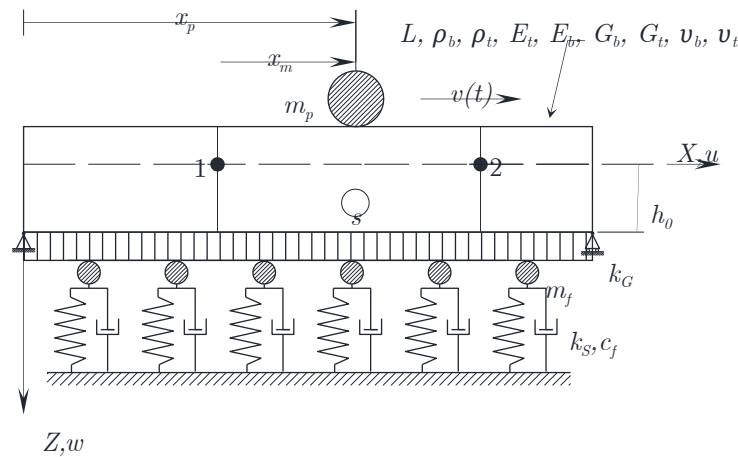 x_p
L, ρ_b, ρ_t, E_t, E_b, G_b, G_t, υ_b, υ_t
x_m
m_p
v(t)
1
2
X,u
s
h_0
k_G
m_f
k_S,c_f
Z,w